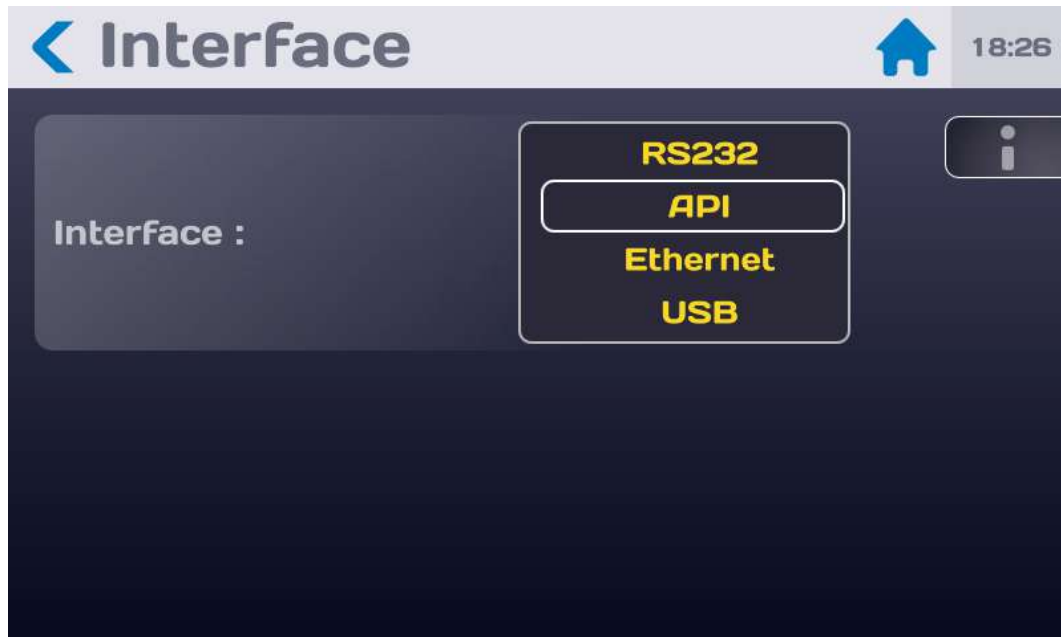 Interface
18:26
Interface :
RS232
API
Ethernet
USB